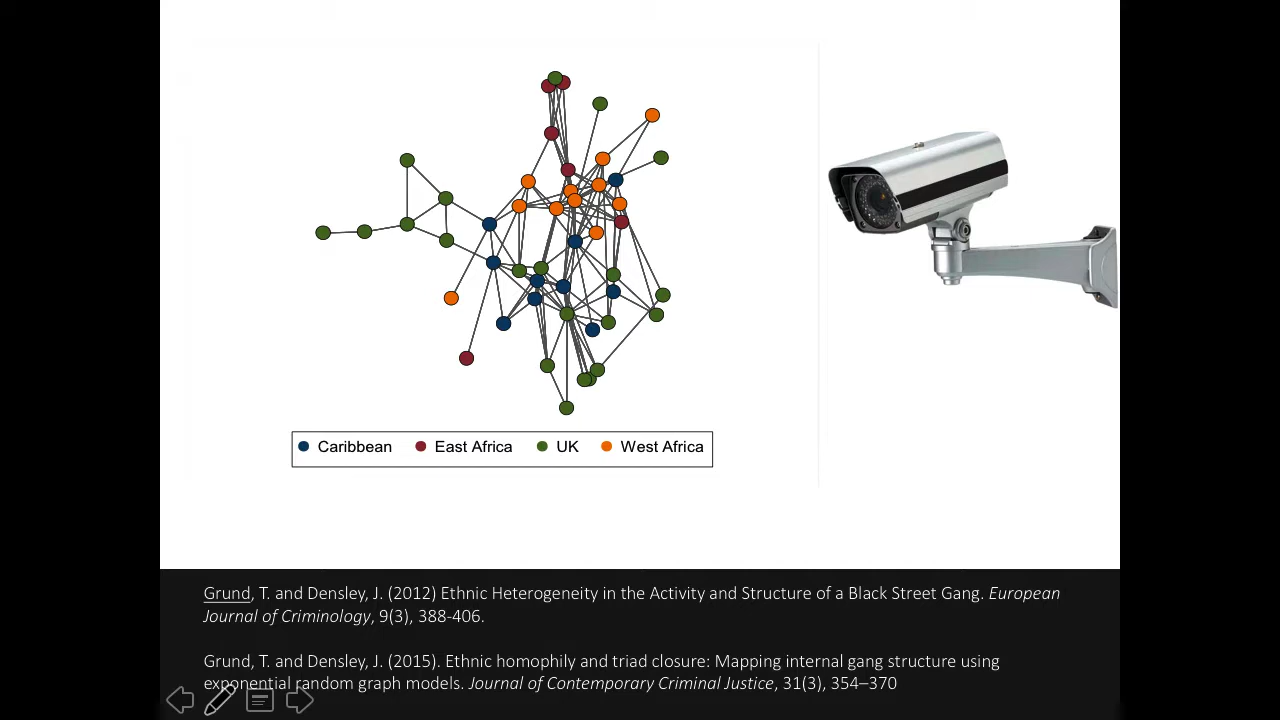 Caribbean East Africa UK West Africa
Grund, T. and Densley, J. (2012) Ethnic Heterogeneity in the Activity and Structure of a Black Street Gang. European
Journal of Criminology, 9(3), 388-406.
Grund, T. and Densley, J. (2015). Ethnic homophily and triad closure: Mapping internal gang structure using
exponential random graph models. Journal of Contemporary Criminal Justice, 31(3), 354–370